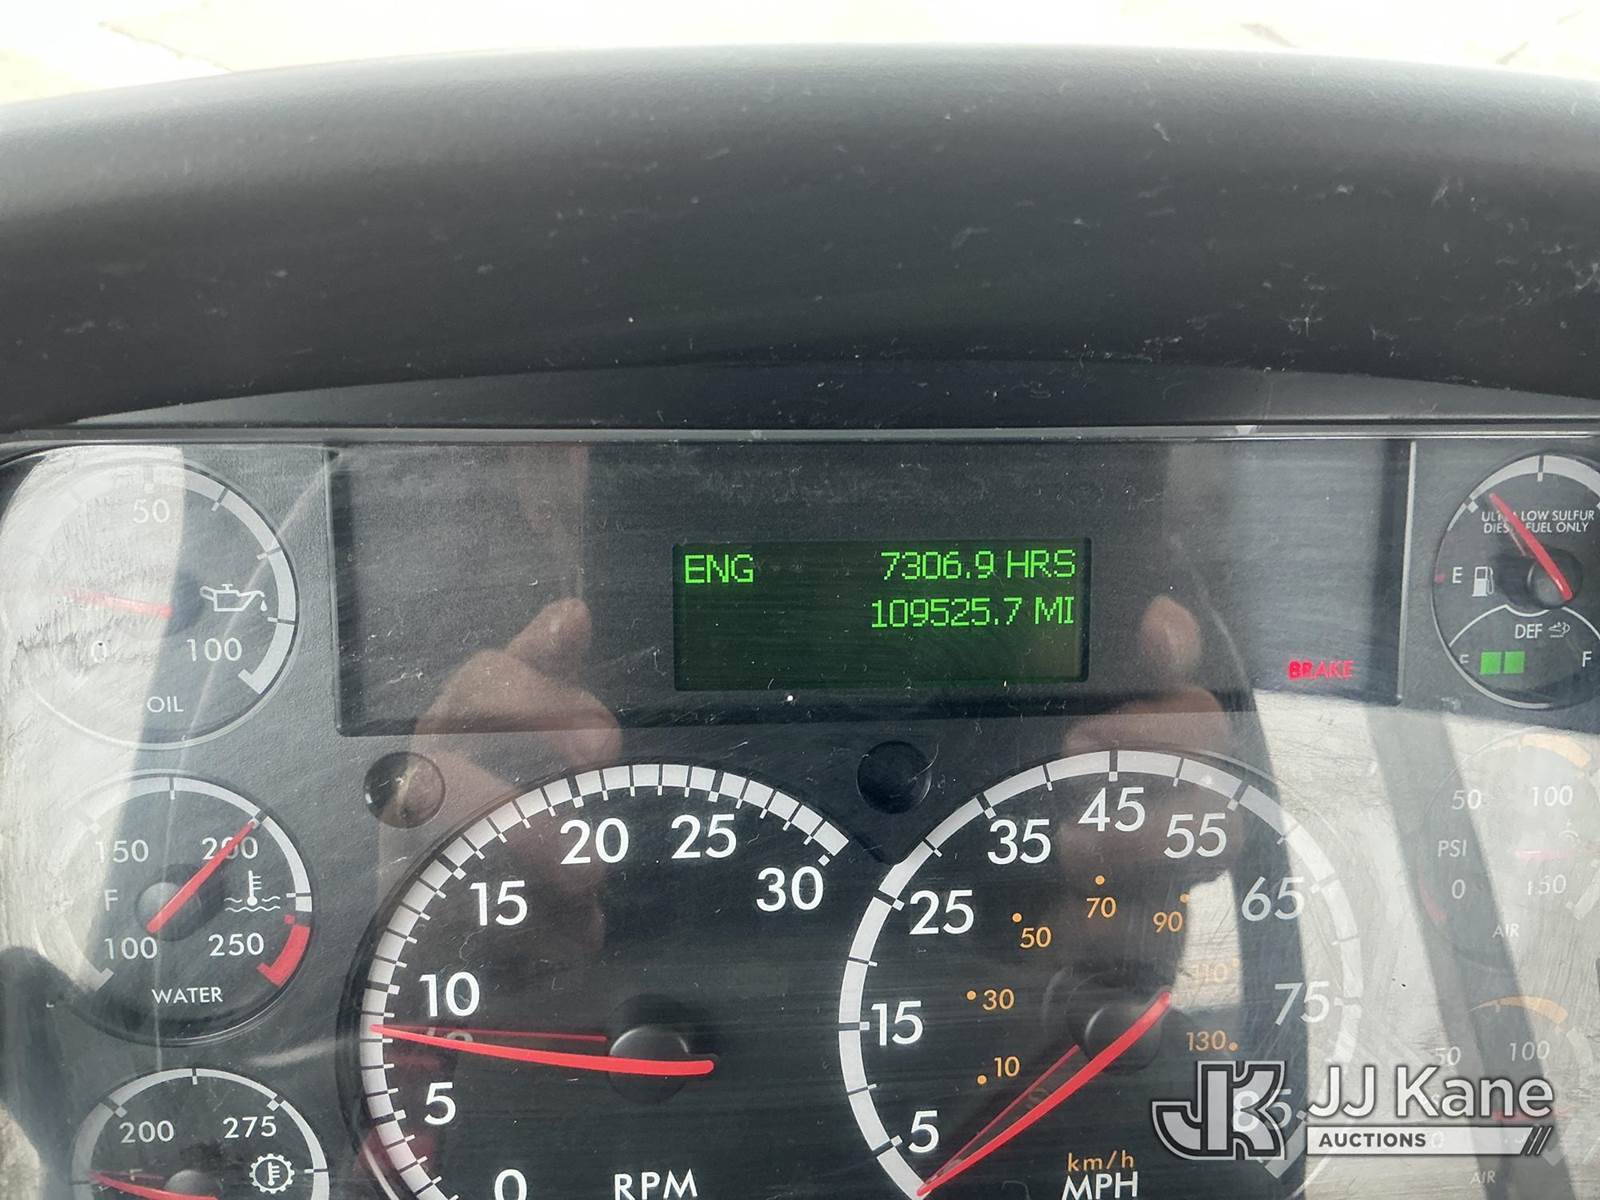 ENG 7306.9 HRS
109525.7 MI
BRAKE
50
0 100
OIL
ULTRA LOW SULFUR
DIESEL FUEL ONLY
E
DEF
E F
150 200
F
100 250
WATER
200 275
F
0 5 10 15 20 25 30
RPM
5 15 25 35 45 55 65 75 85
10 30 50 70 90 110 130
km/h
MPH
50 100
PSI
0 150
AIR
50 100
0
AIR
JK JJ Kane
AUCTIONS